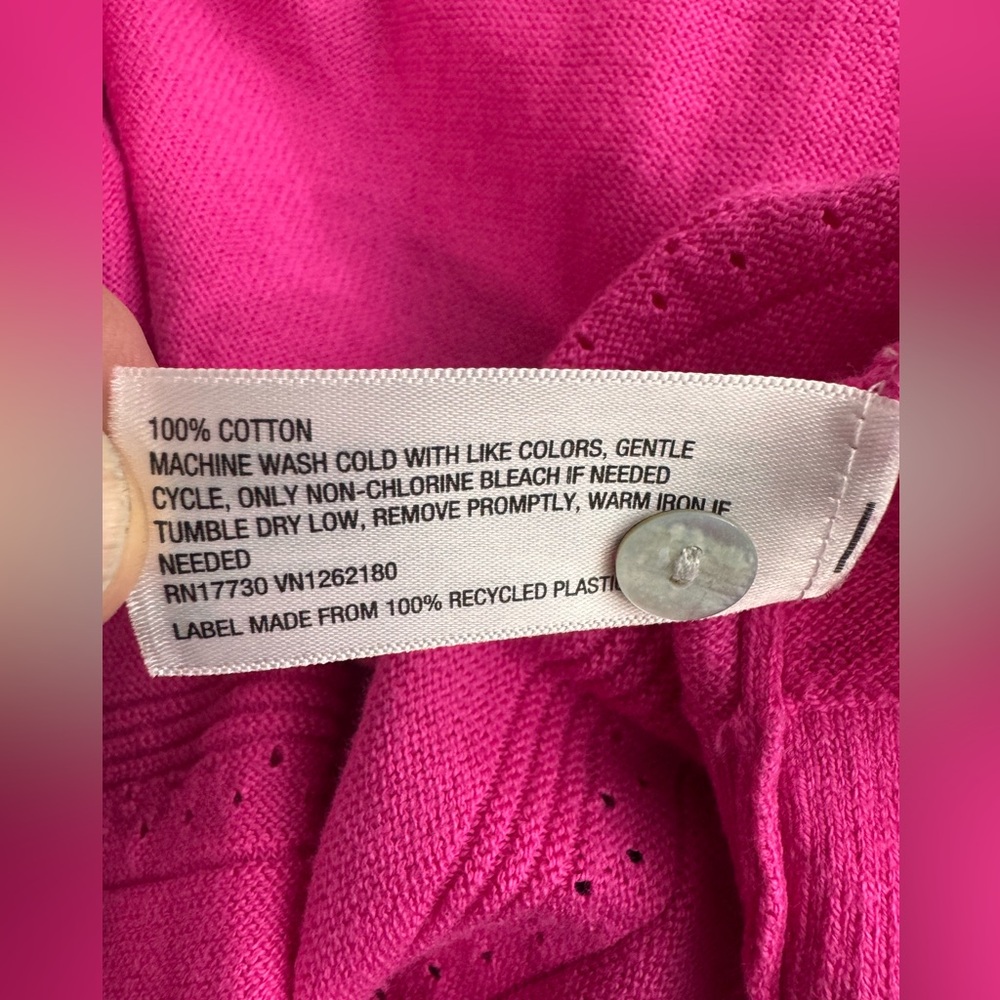 100% COTTON
MACHINE WASH COLD WITH LIKE COLORS, GENTLE
CYCLE, ONLY NON-CHLORINE BLEACH IF NEEDED
TUMBLE DRY LOW, REMOVE PROMPTLY, WARM IRON IF
NEEDED
RN17730 VN1262180
LABEL MADE FROM 100% RECYCLED